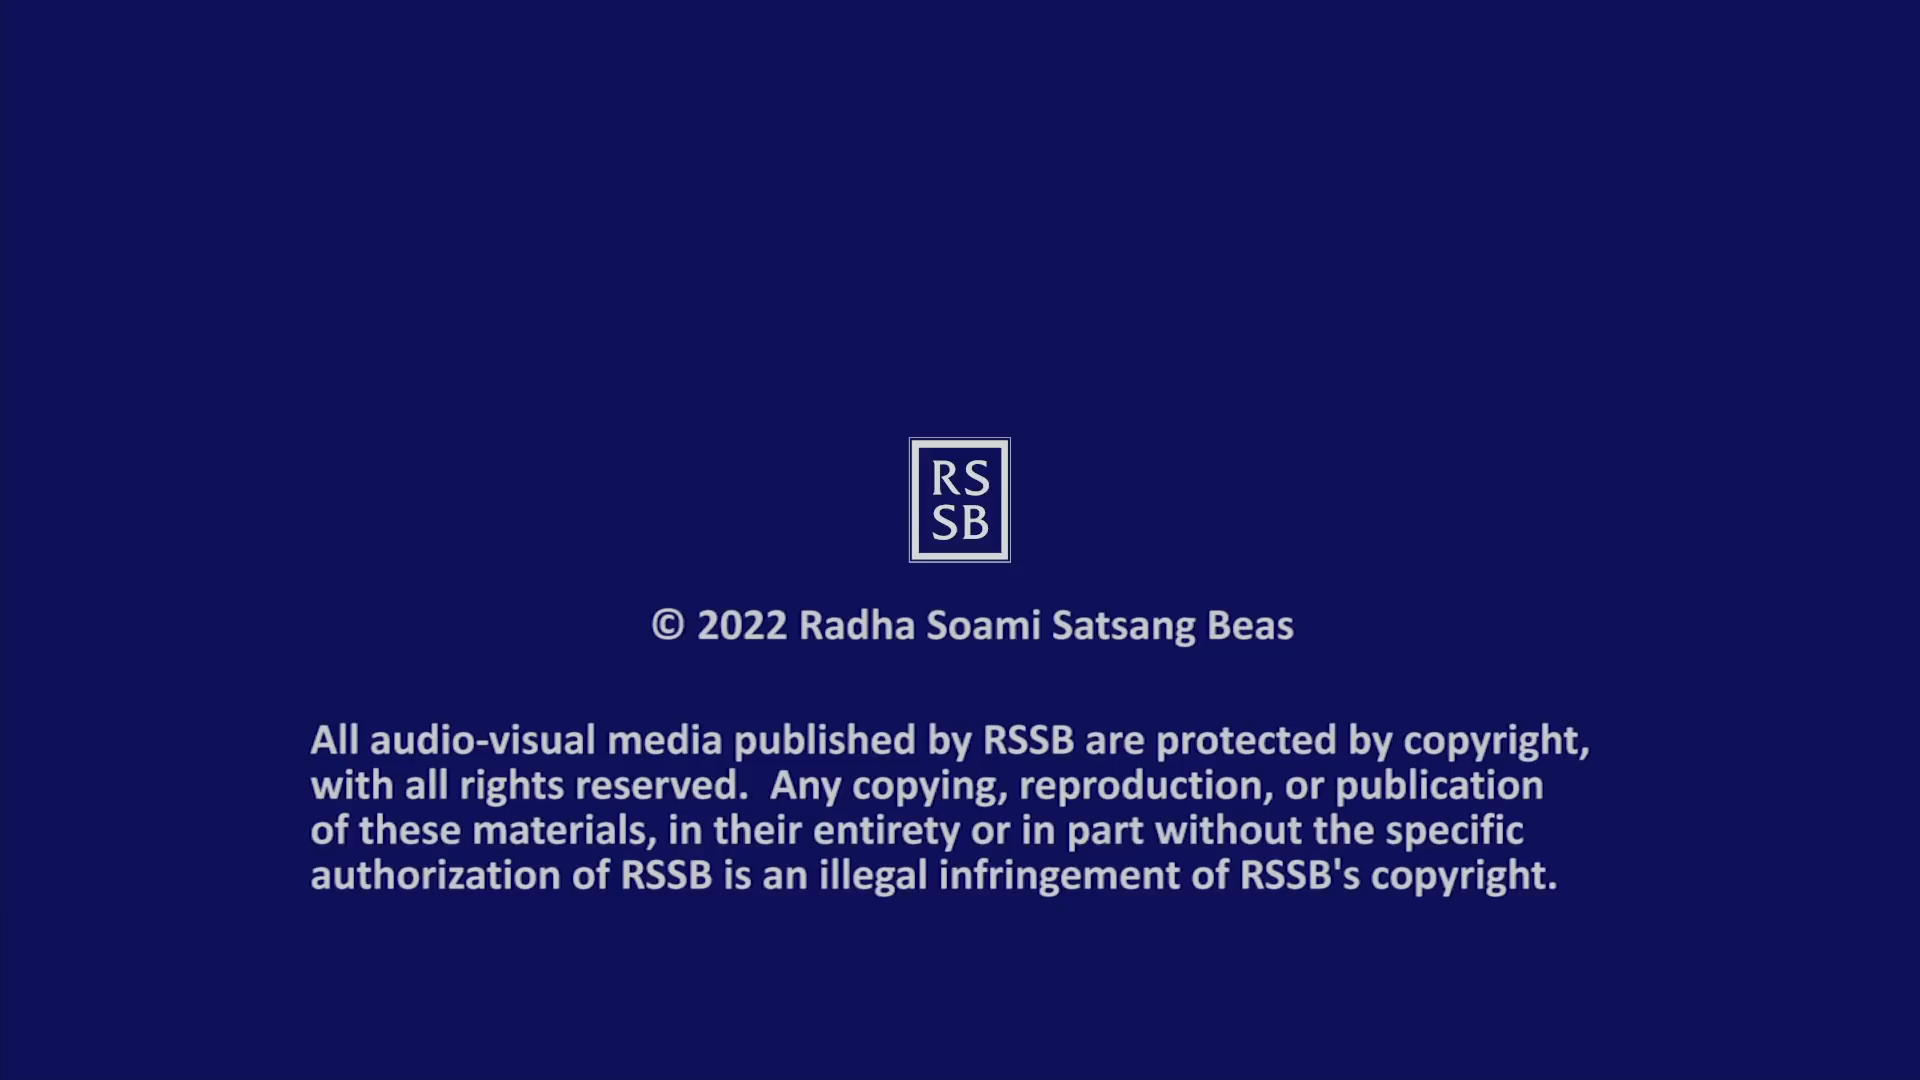 RS
SB
© 2022 Radha Soami Satsang Beas
All audio-visual media published by RSSB are protected by copyright,
with all rights reserved.  Any copying, reproduction, or publication
of these materials, in their entirety or in part without the specific
authorization of RSSB is an illegal infringement of RSSB's copyright.